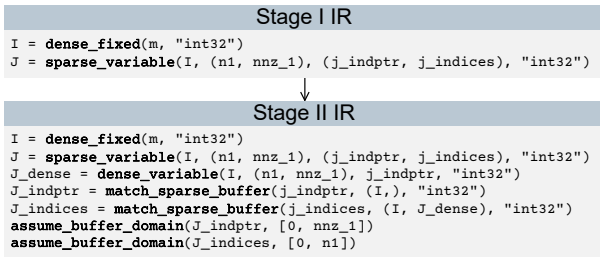 Stage I IR
I = dense_fixed(m, "int32")
J = sparse_variable(I, (n1, nnz_1), (j_indptr, j_indices), "int32")
Stage II IR
I = dense_fixed(m, "int32")
J = sparse_variable(I, (n1, nnz_1), (j_indptr, j_indices), "int32")
J_dense = dense_variable(I, (n1, nnz_1), j_indptr, "int32")
J_indptr = match_sparse_buffer(j_indptr, (I,), "int32")
J_indices = match_sparse_buffer(j_indices, (I, J_dense), "int32")
assume_buffer_domain(J_indptr, [0, nnz_1])
assume_buffer_domain(J_indices, [0, n1])